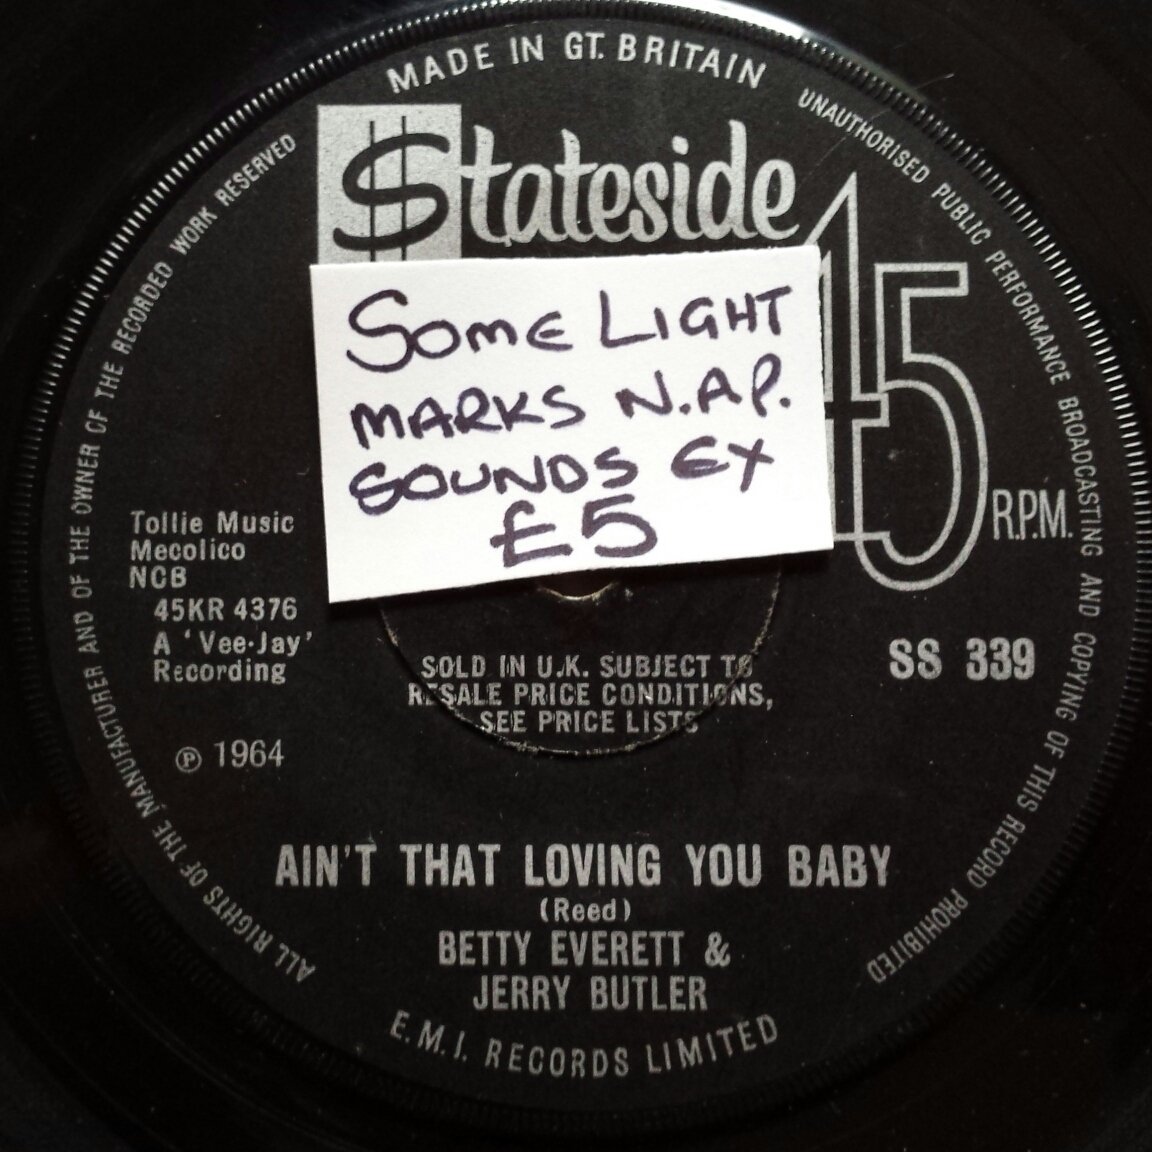 MADE IN GT. BRITAIN
UNAUTHORISED PUBLIC PERFORMANCE BROADCASTING AND COPYING OF THIS RECORD PROHIBITED
ALL RIGHTS OF THE MANUFACTURER AND OF THE OWNER OF THE RECORDED WORK RESERVED
Stateside
45
R.P.M.
SOME LIGHT
MARKS N.A.P.
SOUNDS EX
£5
Tollie Music
Mecolico
NCB
45KR 4376
A 'Vee-Jay'
Recording
℗ 1964
SOLD IN U.K. SUBJECT TO
RESALE PRICE CONDITIONS,
SEE PRICE LISTS
SS 339
AIN'T THAT LOVING YOU BABY
(Reed)
BETTY EVERETT &
JERRY BUTLER
E.M.I. RECORDS LIMITED